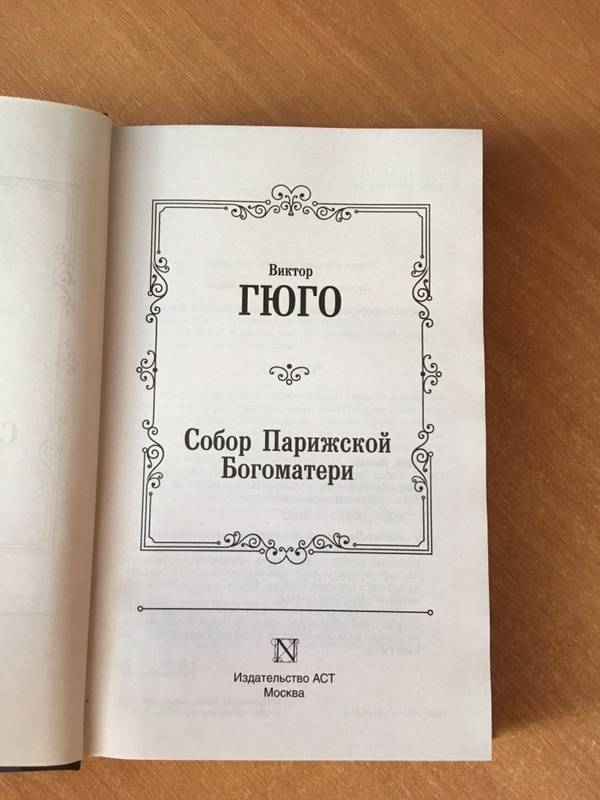 Виктор
ГЮГО
Собор Парижской
Богоматери
N
Издательство АСТ
Москва